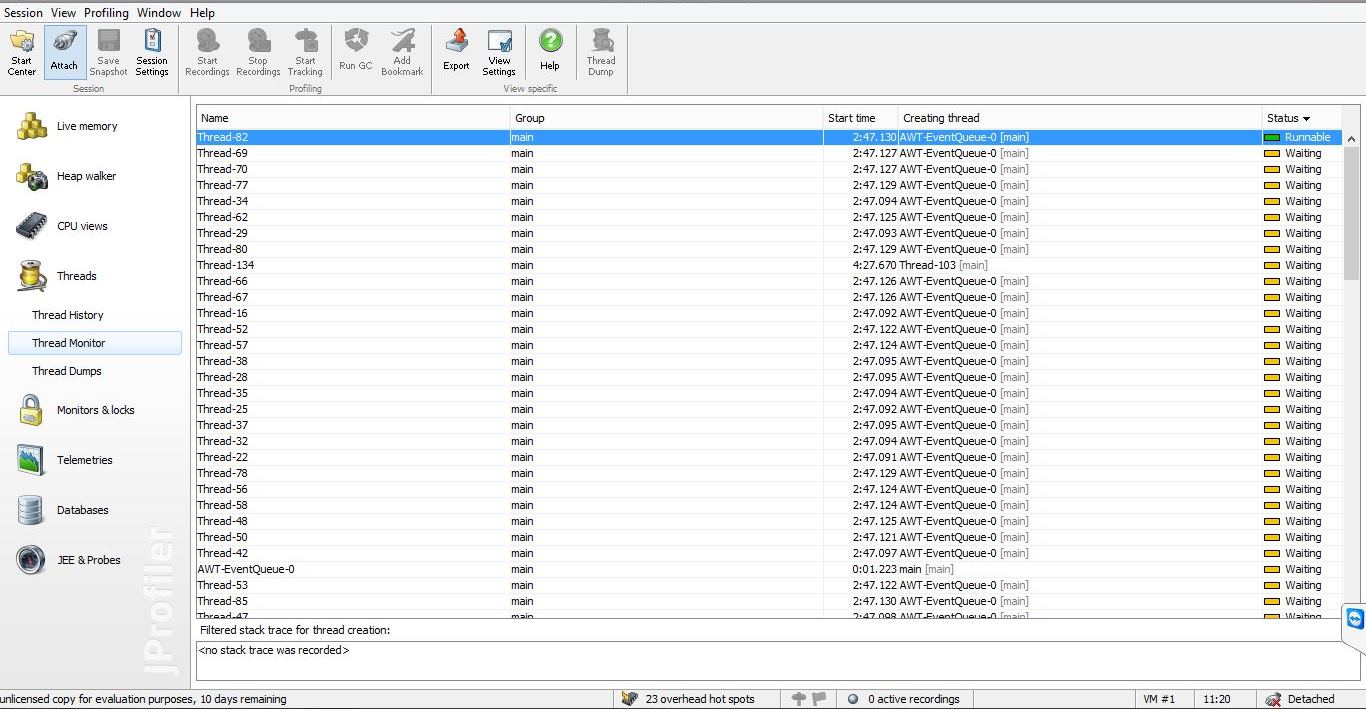 Session View Profiling Window Help
Start Center Attach Save Snapshot Session Settings Start Recordings Stop Recordings Start Tracking Run GC Add Bookmark Export View Settings Help Thread Dump
Session Profiling View specific
Live memory
Heap walker
CPU views
Threads
Thread History
Thread Monitor
Thread Dumps
Monitors & locks
Telemetries
Databases
JEE & Probes
JProfiler
Name Group Start time Creating thread Status
Thread-82 main 2:47.130 AWT-EventQueue-0 [main] Runnable
Thread-69 main 2:47.127 AWT-EventQueue-0 [main] Waiting
Thread-70 main 2:47.127 AWT-EventQueue-0 [main] Waiting
Thread-77 main 2:47.129 AWT-EventQueue-0 [main] Waiting
Thread-34 main 2:47.094 AWT-EventQueue-0 [main] Waiting
Thread-62 main 2:47.125 AWT-EventQueue-0 [main] Waiting
Thread-29 main 2:47.093 AWT-EventQueue-0 [main] Waiting
Thread-80 main 2:47.129 AWT-EventQueue-0 [main] Waiting
Thread-134 main 4:27.670 Thread-103 [main] Waiting
Thread-66 main 2:47.126 AWT-EventQueue-0 [main] Waiting
Thread-67 main 2:47.126 AWT-EventQueue-0 [main] Waiting
Thread-16 main 2:47.092 AWT-EventQueue-0 [main] Waiting
Thread-52 main 2:47.122 AWT-EventQueue-0 [main] Waiting
Thread-57 main 2:47.124 AWT-EventQueue-0 [main] Waiting
Thread-38 main 2:47.095 AWT-EventQueue-0 [main] Waiting
Thread-28 main 2:47.095 AWT-EventQueue-0 [main] Waiting
Thread-35 main 2:47.094 AWT-EventQueue-0 [main] Waiting
Thread-25 main 2:47.092 AWT-EventQueue-0 [main] Waiting
Thread-37 main 2:47.095 AWT-EventQueue-0 [main] Waiting
Thread-32 main 2:47.094 AWT-EventQueue-0 [main] Waiting
Thread-22 main 2:47.091 AWT-EventQueue-0 [main] Waiting
Thread-78 main 2:47.129 AWT-EventQueue-0 [main] Waiting
Thread-56 main 2:47.124 AWT-EventQueue-0 [main] Waiting
Thread-58 main 2:47.124 AWT-EventQueue-0 [main] Waiting
Thread-48 main 2:47.125 AWT-EventQueue-0 [main] Waiting
Thread-50 main 2:47.121 AWT-EventQueue-0 [main] Waiting
Thread-42 main 2:47.097 AWT-EventQueue-0 [main] Waiting
AWT-EventQueue-0 main 0:01.223 main [main] Waiting
Thread-53 main 2:47.122 AWT-EventQueue-0 [main] Waiting
Thread-85 main 2:47.130 AWT-EventQueue-0 [main] Waiting
Thread-47 main 2:47.098 AWT-EventQueue-0 [main] Waiting
Filtered stack trace for thread creation:
<no stack trace was recorded>
unlicensed copy for evaluation purposes, 10 days remaining 23 overhead hot spots 0 active recordings VM #1 11:20 Detached